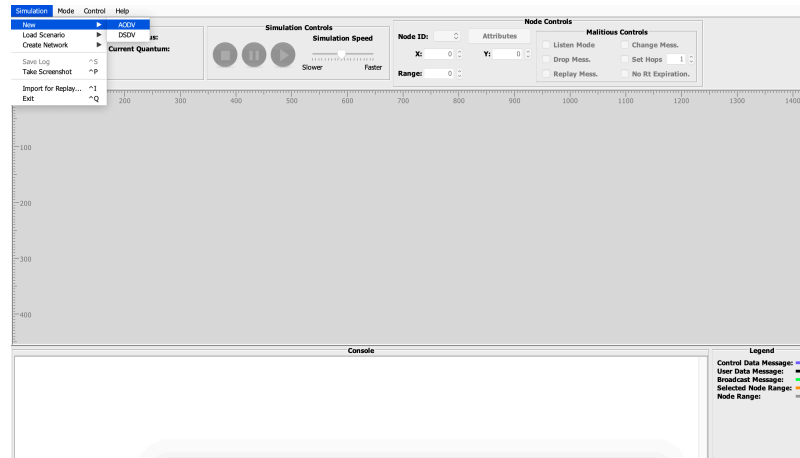 Simulation Mode Control Help
New AODV
Load Scenario DSDV
Create Network
Save Log ^S
Take Screenshot ^P
Import for Replay... ^I
Exit ^Q
us:
Current Quantum:
Simulation Controls
Simulation Speed
Slower Faster
Node Controls
Node ID: Attributes
X: 0 Y: 0
Range: 0
Malitious Controls
Listen Mode Change Mess.
Drop Mess. Set Hops 1
Replay Mess. No Rt Expiration.
200 300 400 500 600 700 800 900 1000 1100 1200 1300 1400
100
200
300
400
Console
Legend
Control Data Message:
User Data Message:
Broadcast Message:
Selected Node Range:
Node Range: